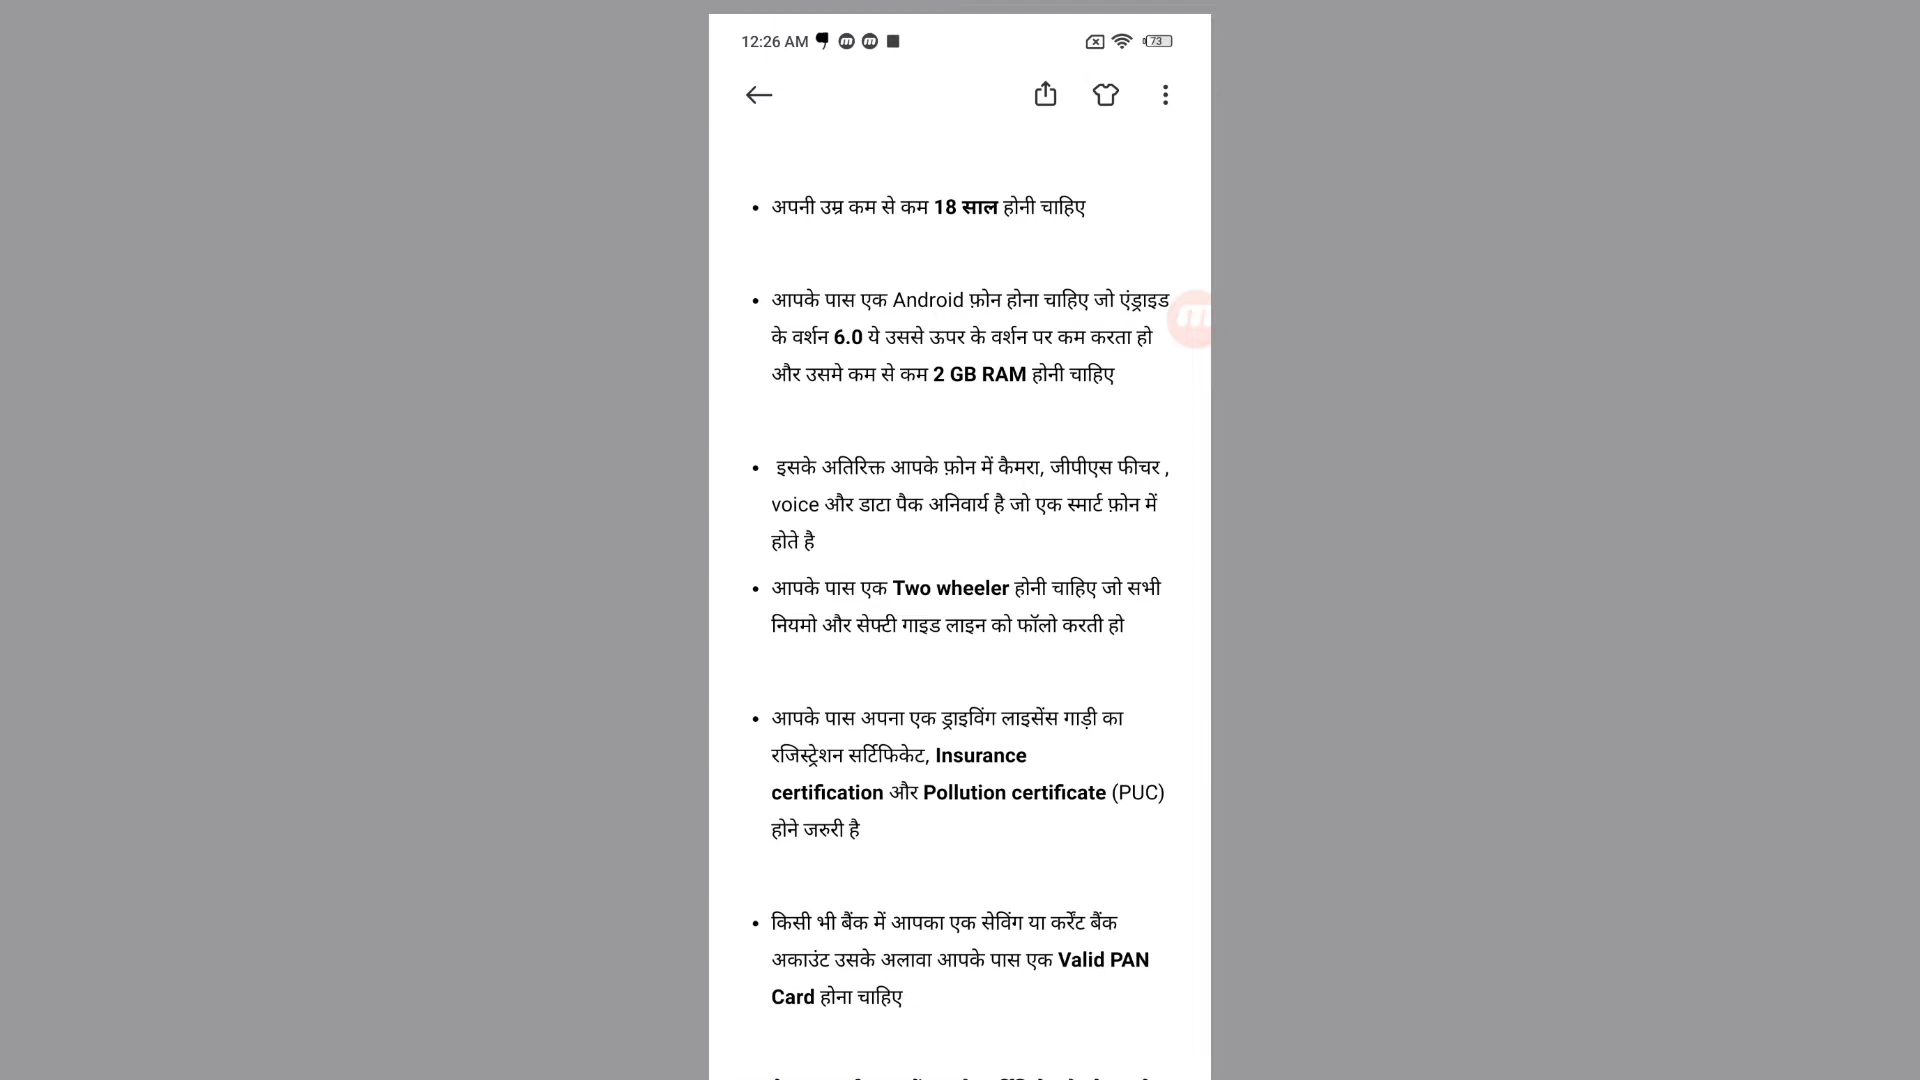 12:26 AM
73
• अपनी उम्र कम से कम 18 साल होनी चाहिए
• आपके पास एक Android फ़ोन होना चाहिए जो एंड्राइड
के वर्शन 6.0 ये उससे ऊपर के वर्शन पर कम करता हो
और उसमे कम से कम 2 GB RAM होनी चाहिए
• इसके अतिरिक्त आपके फ़ोन में कैमरा, जीपीएस फीचर ,
voice और डाटा पैक अनिवार्य है जो एक स्मार्ट फ़ोन में
होते है
• आपके पास एक Two wheeler होनी चाहिए जो सभी
नियमो और सेफ्टी गाइड लाइन को फॉलो करती हो
• आपके पास अपना एक ड्राइविंग लाइसेंस गाड़ी का
रजिस्ट्रेशन सर्टिफिकेट, Insurance
certification और Pollution certificate (PUC)
होने जरुरी है
• किसी भी बैंक में आपका एक सेविंग या करेंट बैंक
अकाउंट उसके अलावा आपके पास एक Valid PAN
Card होना चाहिए